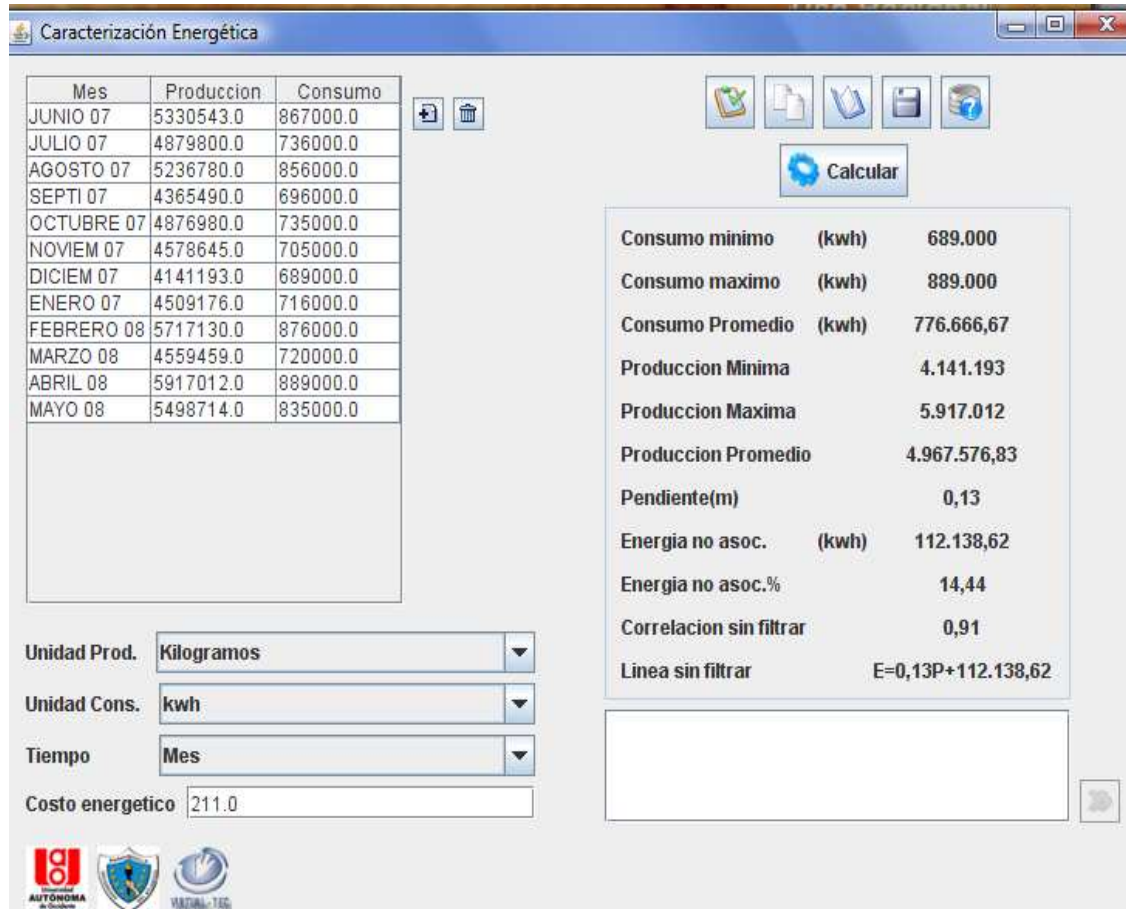 Caracterización Energética
Mes Produccion Consumo
JUNIO 07 5330543.0 867000.0
JULIO 07 4879800.0 736000.0
AGOSTO 07 5236780.0 856000.0
SEPTI 07 4365490.0 696000.0
OCTUBRE 07 4876980.0 735000.0
NOVIEM 07 4578645.0 705000.0
DICIEM 07 4141193.0 689000.0
ENERO 07 4509176.0 716000.0
FEBRERO 08 5717130.0 876000.0
MARZO 08 4559459.0 720000.0
ABRIL 08 5917012.0 889000.0
MAYO 08 5498714.0 835000.0
Unidad Prod. Kilogramos
Unidad Cons. kwh
Tiempo Mes
Costo energetico 211.0
Calcular
Consumo minimo (kwh) 689.000
Consumo maximo (kwh) 889.000
Consumo Promedio (kwh) 776.666,67
Produccion Minima 4.141.193
Produccion Maxima 5.917.012
Produccion Promedio 4.967.576,83
Pendiente(m) 0,13
Energia no asoc. (kwh) 112.138,62
Energia no asoc.% 14,44
Correlacion sin filtrar 0,91
Linea sin filtrar E=0,13P+112.138,62
AUTÓNOMA